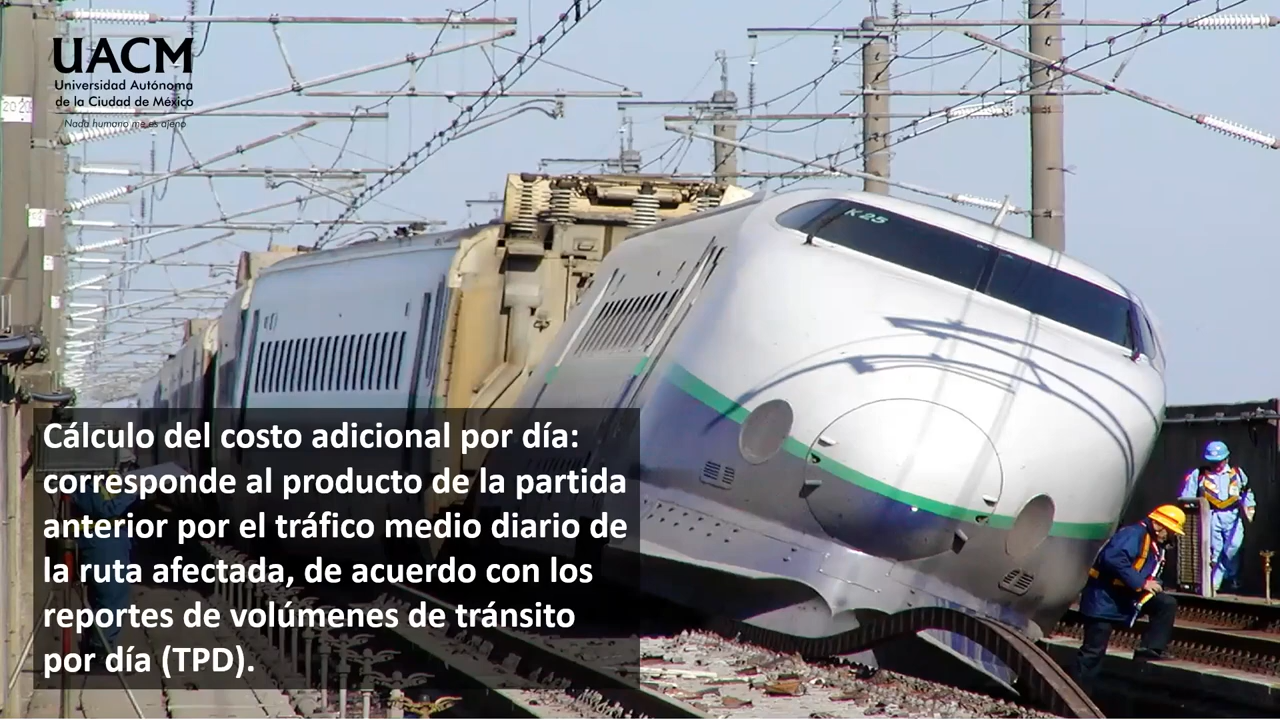 UACM
Universidad Autónoma
de la Ciudad de México
Nada humano me es ajeno
K25
Cálculo del costo adicional por día:
corresponde al producto de la partida
anterior por el tráfico medio diario de
la ruta afectada, de acuerdo con los
reportes de volúmenes de tránsito
por día (TPD).